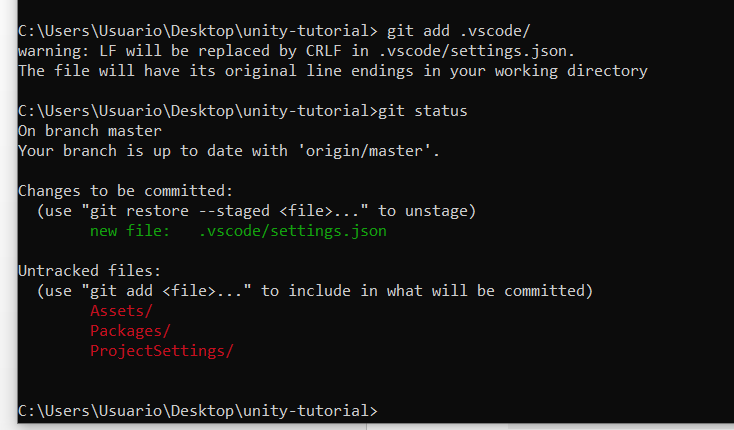 C:\Users\Usuario\Desktop\unity-tutorial> git add .vscode/
warning: LF will be replaced by CRLF in .vscode/settings.json.
The file will have its original line endings in your working directory
C:\Users\Usuario\Desktop\unity-tutorial>git status
On branch master
Your branch is up to date with 'origin/master'.
Changes to be committed:
  (use "git restore --staged <file>..." to unstage)
        new file:   .vscode/settings.json
Untracked files:
  (use "git add <file>..." to include in what will be committed)
        Assets/
        Packages/
        ProjectSettings/
C:\Users\Usuario\Desktop\unity-tutorial>